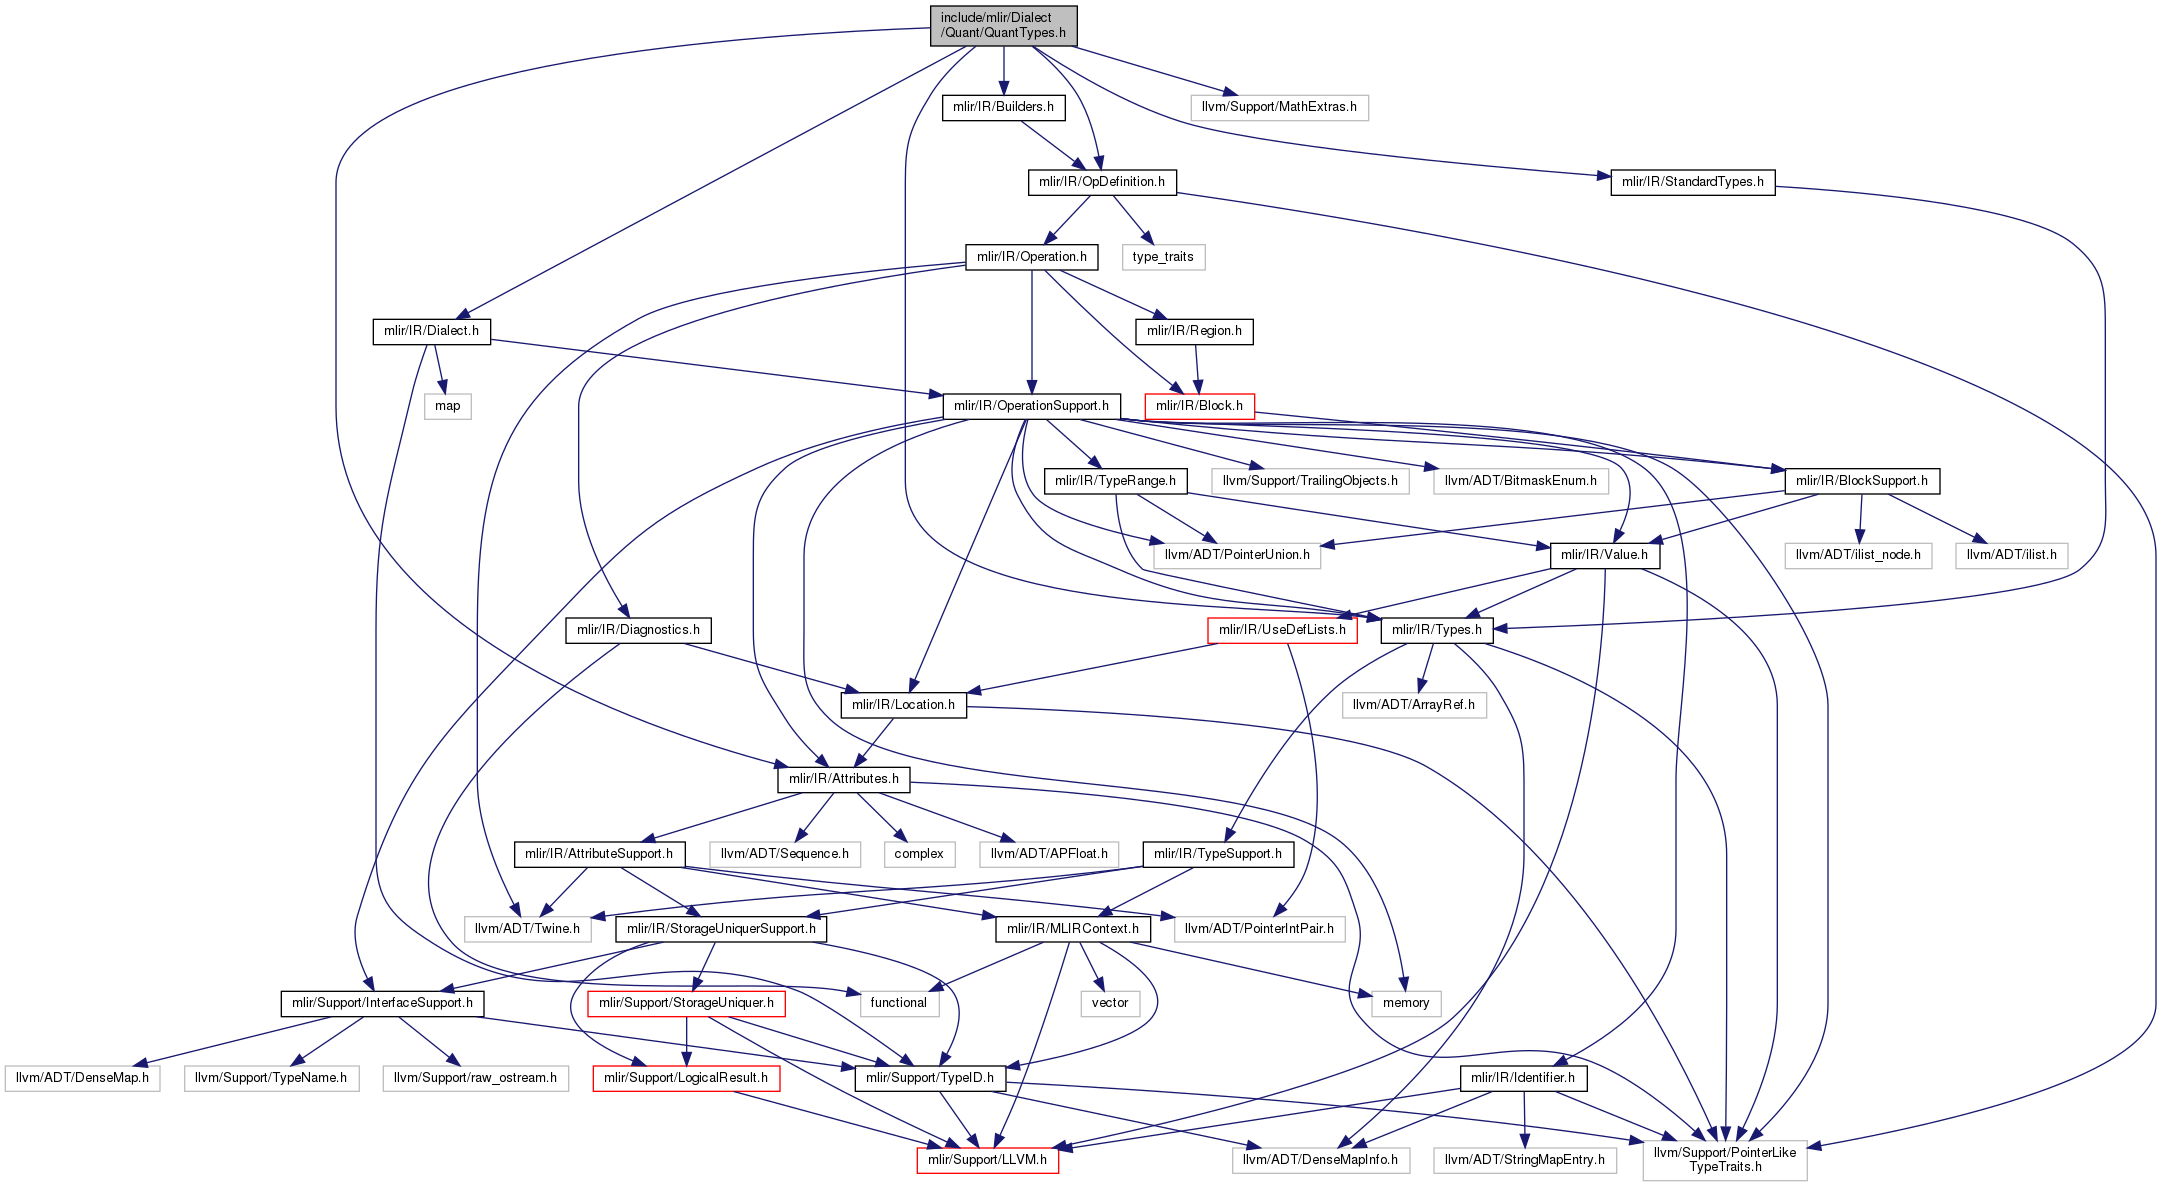 include/mlir/Dialect
/Quant/QuantTypes.h
mlir/IR/Builders.h
llvm/Support/MathExtras.h
mlir/IR/OpDefinition.h
mlir/IR/StandardTypes.h
mlir/IR/Operation.h
type_traits
mlir/IR/Dialect.h
mlir/IR/Region.h
map
mlir/IR/OperationSupport.h
mlir/IR/Block.h
mlir/IR/TypeRange.h
llvm/Support/TrailingObjects.h
llvm/ADT/BitmaskEnum.h
mlir/IR/BlockSupport.h
llvm/ADT/PointerUnion.h
mlir/IR/Value.h
llvm/ADT/ilist_node.h
llvm/ADT/ilist.h
mlir/IR/Diagnostics.h
mlir/IR/UseDefLists.h
mlir/IR/Types.h
mlir/IR/Location.h
llvm/ADT/ArrayRef.h
mlir/IR/Attributes.h
mlir/IR/AttributeSupport.h
llvm/ADT/Sequence.h
complex
llvm/ADT/APFloat.h
mlir/IR/TypeSupport.h
llvm/ADT/Twine.h
mlir/IR/StorageUniquerSupport.h
mlir/IR/MLIRContext.h
llvm/ADT/PointerIntPair.h
mlir/Support/InterfaceSupport.h
mlir/Support/StorageUniquer.h
functional
vector
memory
llvm/ADT/DenseMap.h
llvm/Support/TypeName.h
llvm/Support/raw_ostream.h
mlir/Support/LogicalResult.h
mlir/Support/TypeID.h
mlir/IR/Identifier.h
mlir/Support/LLVM.h
llvm/ADT/DenseMapInfo.h
llvm/ADT/StringMapEntry.h
llvm/Support/PointerLike
TypeTraits.h